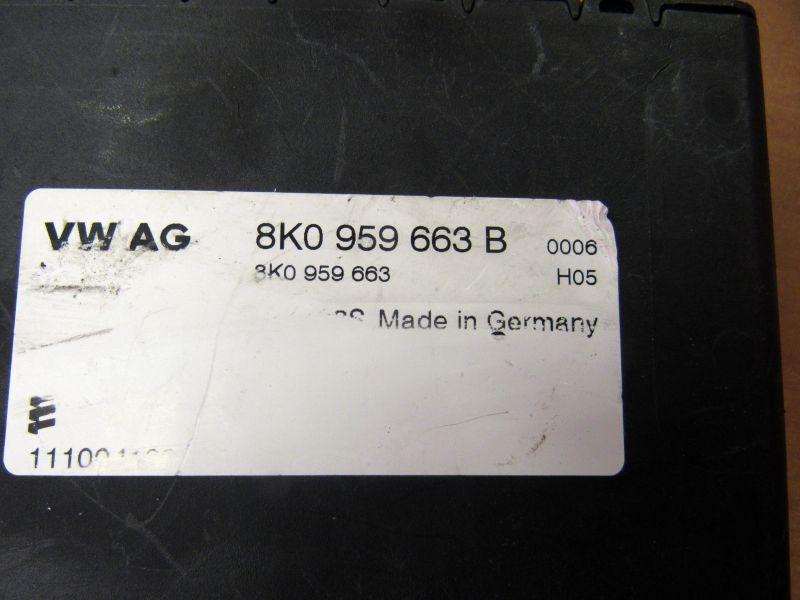 VW AG 8K0 959 663 B 0006
8K0 959 663 H05
Made in Germany